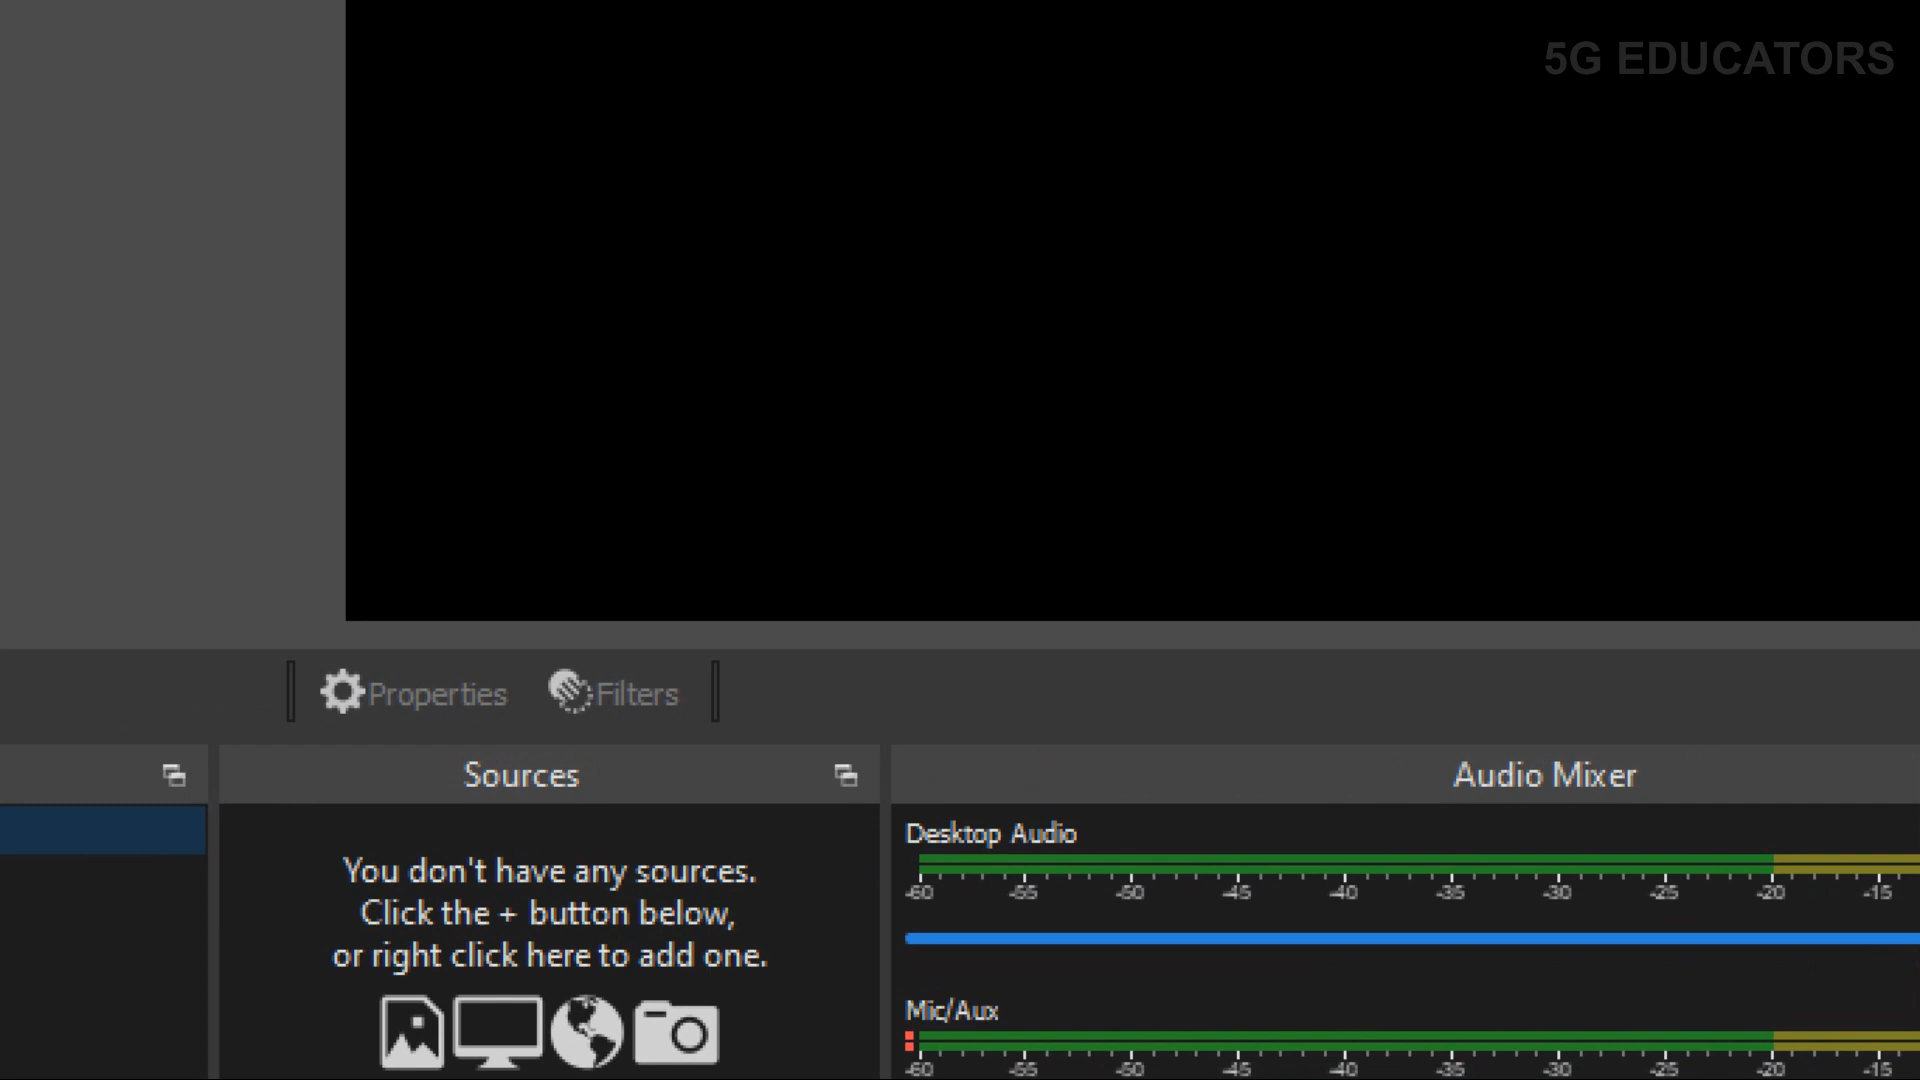 5G EDUCATORS
Properties
Filters
Sources
Audio Mixer
You don't have any sources.
Click the + button below,
or right click here to add one.
Desktop Audio
-60 -55 -50 -45 -40 -35 -30 -25 -20 -15
Mic/Aux
-60 -55 -50 -45 -40 -35 -30 -25 -20 -15